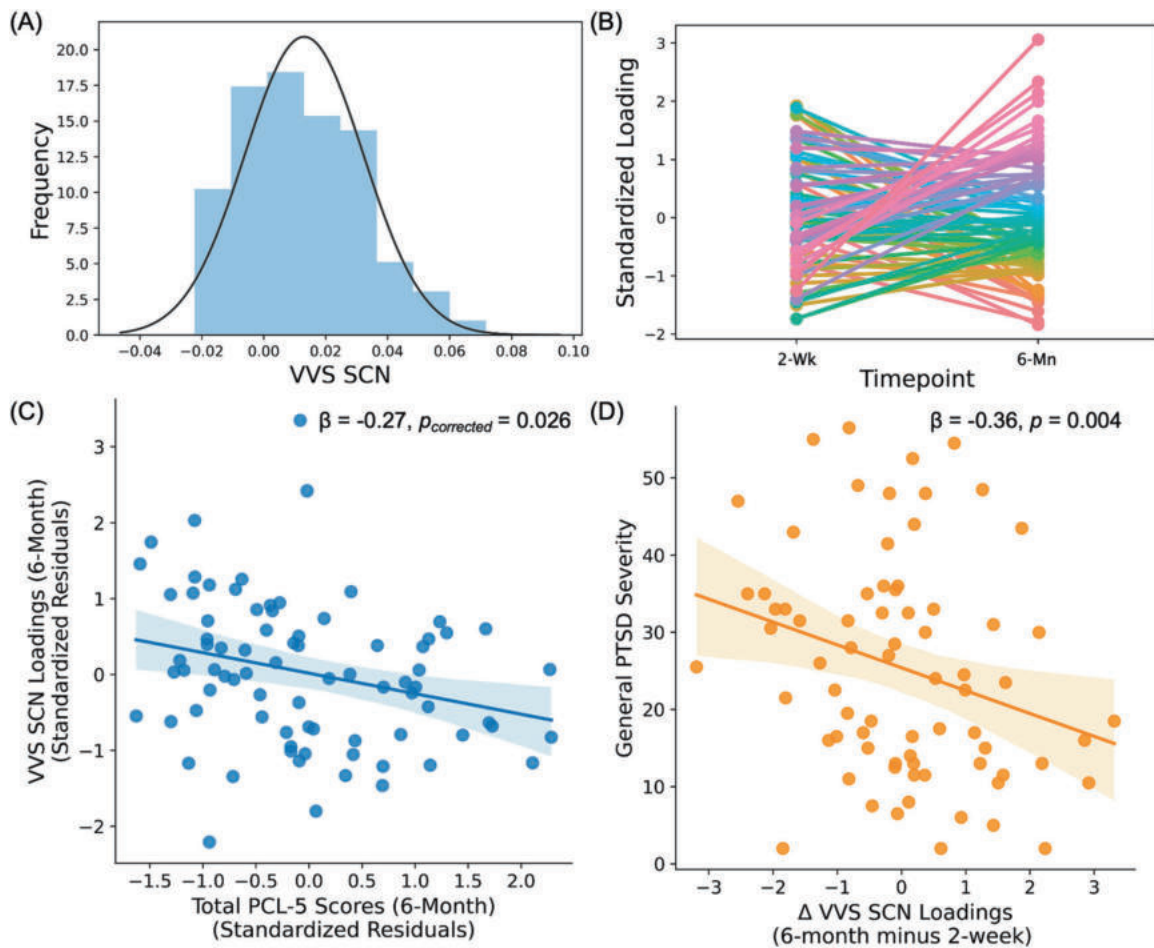 (A)
20.0
17.5
15.0
12.5
10.0
7.5
5.0
2.5
0.0
Frequency
−0.04 −0.02 0.00 0.02 0.04 0.06 0.08 0.10
VVS SCN
(B)
3
2
1
0
−1
−2
Standardized Loading
2-Wk 6-Mn
Timepoint
(C)
β = -0.27, pcorrected = 0.026
3
2
1
0
−1
−2
VVS SCN Loadings (6-Month)
(Standardized Residuals)
−1.5 −1.0 −0.5 0.0 0.5 1.0 1.5 2.0
Total PCL-5 Scores (6-Month)
(Standardized Residuals)
(D)
β = -0.36, p = 0.004
50
40
30
20
10
0
General PTSD Severity
−3 −2 −1 0 1 2 3
Δ VVS SCN Loadings
(6-month minus 2-week)